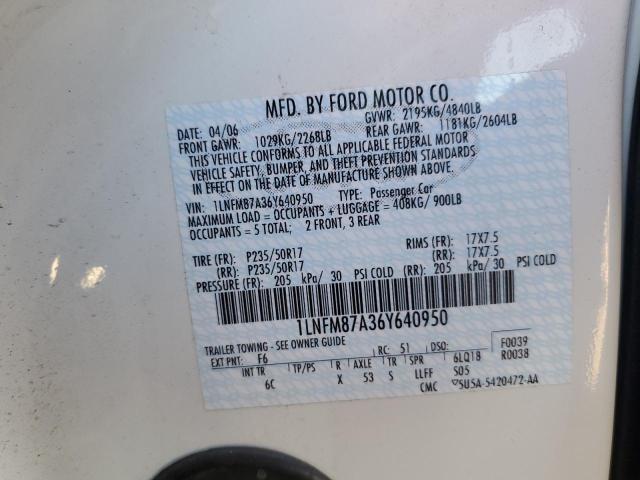 MFD. BY FORD MOTOR CO.
DATE: 04/06 GVWR: 2195KG/4840LB
FRONT GAWR: 1029KG/2268LB REAR GAWR: 1181KG/2604LB
THIS VEHICLE CONFORMS TO ALL APPLICABLE FEDERAL MOTOR
VEHICLE SAFETY, BUMPER, AND THEFT PREVENTION STANDARDS
IN EFFECT ON THE DATE OF MANUFACTURE SHOWN ABOVE.
VIN: 1LNFM87A36Y640950 TYPE: Passenger Car
MAXIMUM LOAD = OCCUPANTS + LUGGAGE = 408KG/ 900LB
OCCUPANTS = 5 TOTAL; 2 FRONT, 3 REAR
TIRE (FR): P235/50R17 RIMS (FR): 17X7.5
(RR): P235/50R17 (RR): 17X7.5
PRESSURE (FR): 205 kPa/ 30 PSI COLD (RR): 205 kPa/ 30 PSI COLD
1LNFM87A36Y640950
TRAILER TOWING - SEE OWNER GUIDE
EXT PNT: F6 RC: 51 DSO: F0039
INT TR TP/PS R AXLE TR SPR 6LQ18 R0038
6C X 53 S LLFF S05
CMC 5U5A-5420472-AA